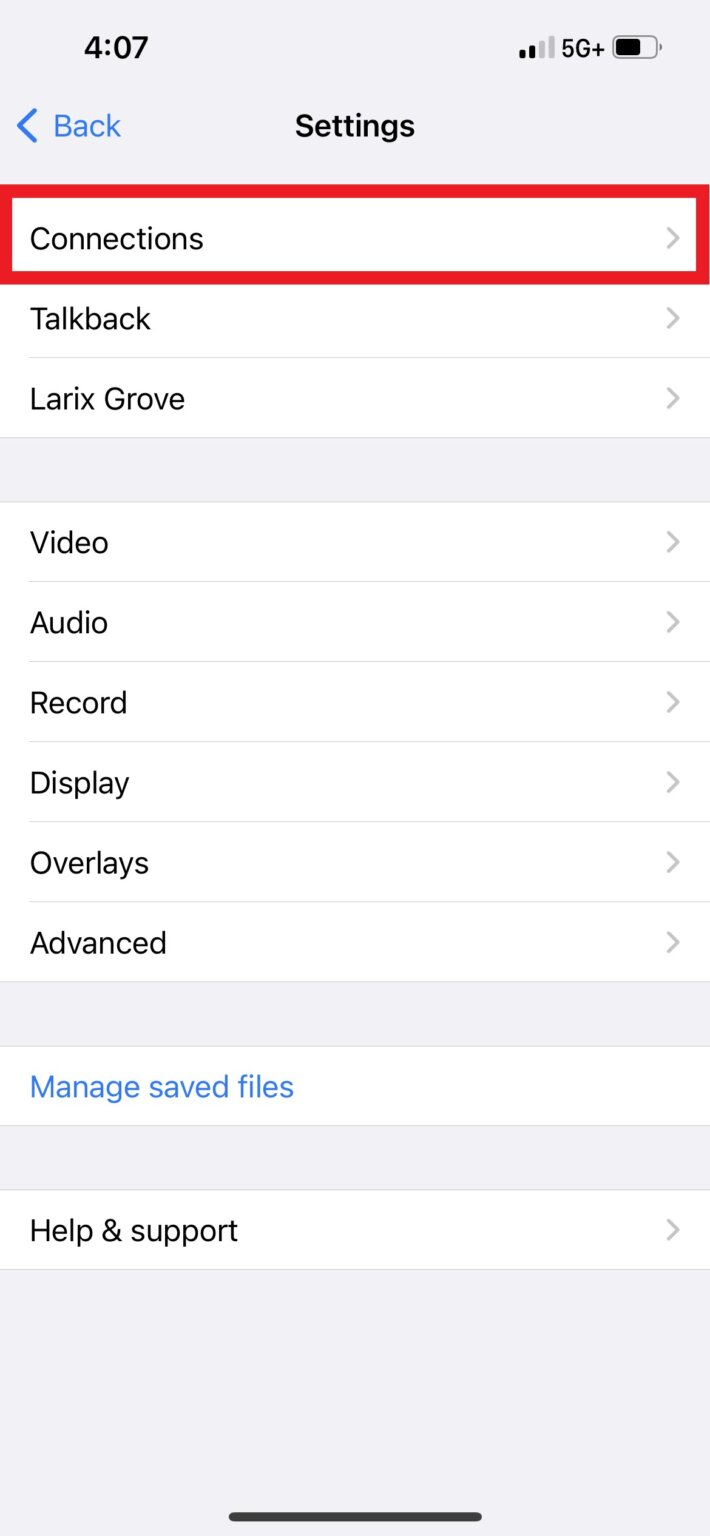 4:07 5G+
Back Settings
Connections
Talkback
Larix Grove
Video
Audio
Record
Display
Overlays
Advanced
Manage saved files
Help & support